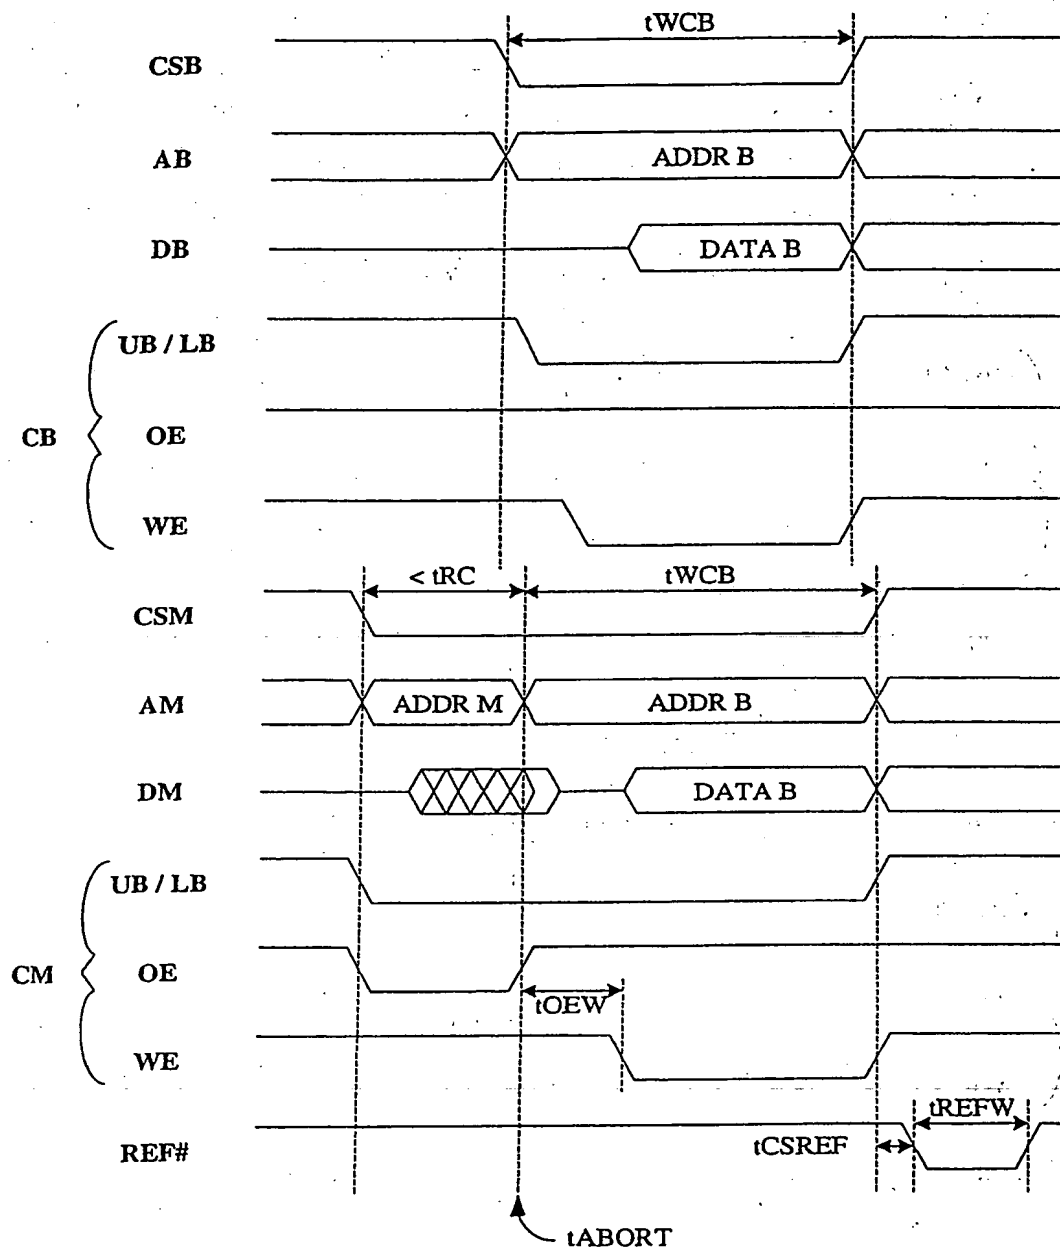 tWCB
CSB
AB ADDR B
DB DATA B
UB / LB
CB OE
WE
< tRC tWCB
CSM
AM ADDR M ADDR B
DM DATA B
UB / LB
CM OE
tOEW
WE
tREFW
REF# tCSREF
tABORT